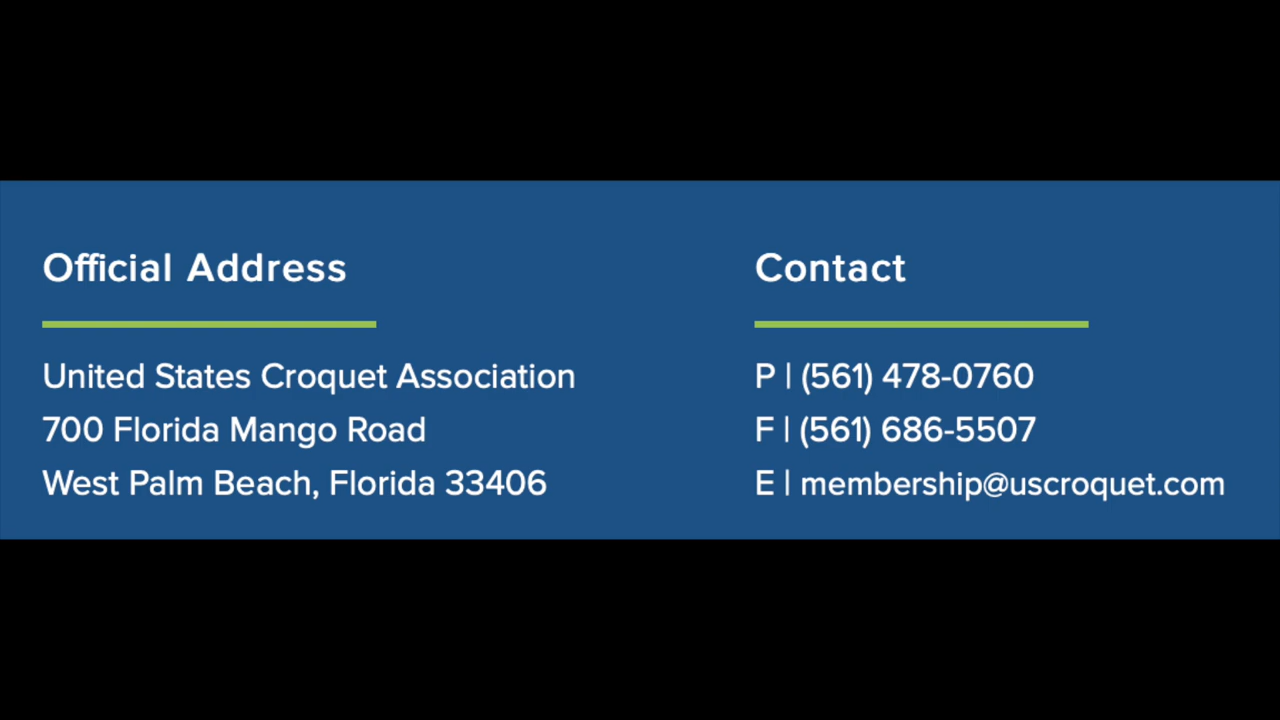 Official Address
United States Croquet Association
700 Florida Mango Road
West Palm Beach, Florida 33406
Contact
P | (561) 478-0760
F | (561) 686-5507
E | membership@uscroquet.com